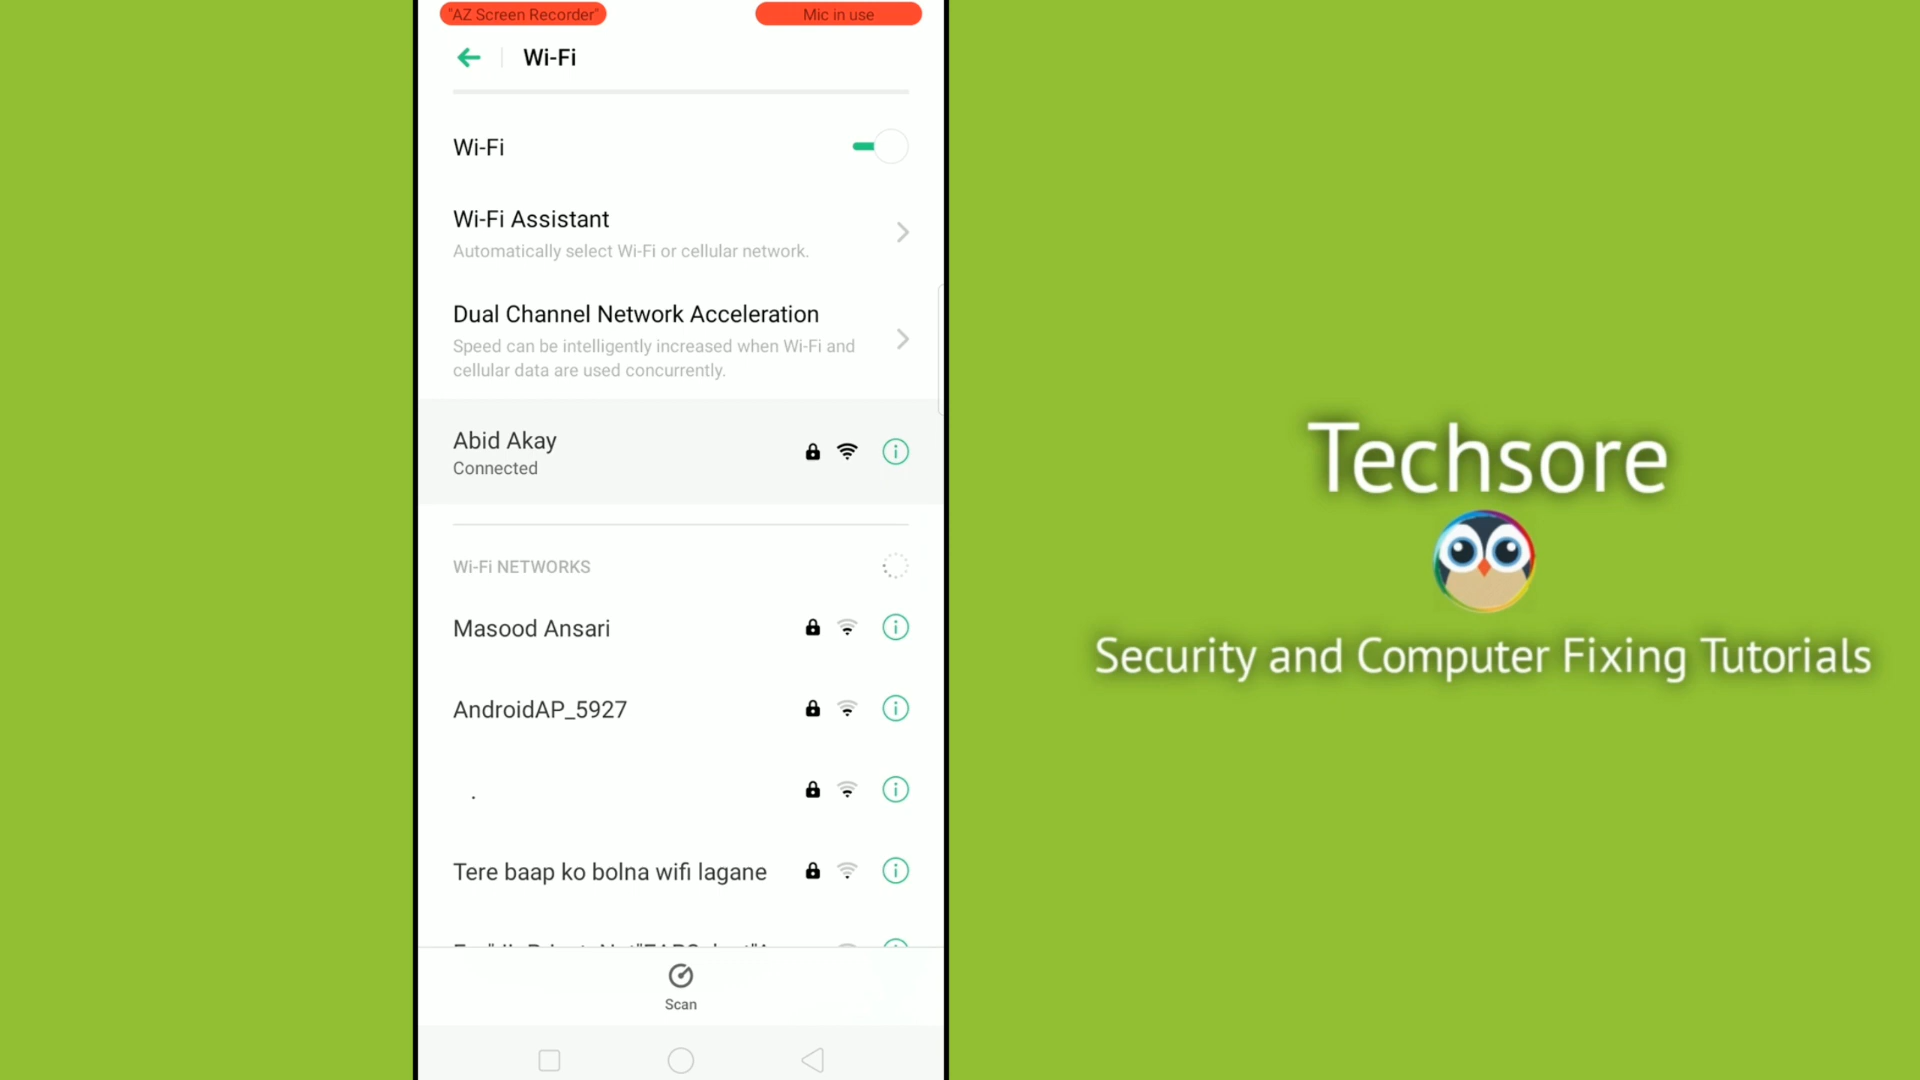 "AZ Screen Recorder"
Mic in use
Wi-Fi
Wi-Fi
Wi-Fi Assistant
Automatically select Wi-Fi or cellular network.
Dual Channel Network Acceleration
Speed can be intelligently increased when Wi-Fi and
cellular data are used concurrently.
Abid Akay
Connected
Wi-Fi NETWORKS
Masood Ansari
AndroidAP_5927
.
Tere baap ko bolna wifi lagane
Scan
Techsore
Security and Computer Fixing Tutorials